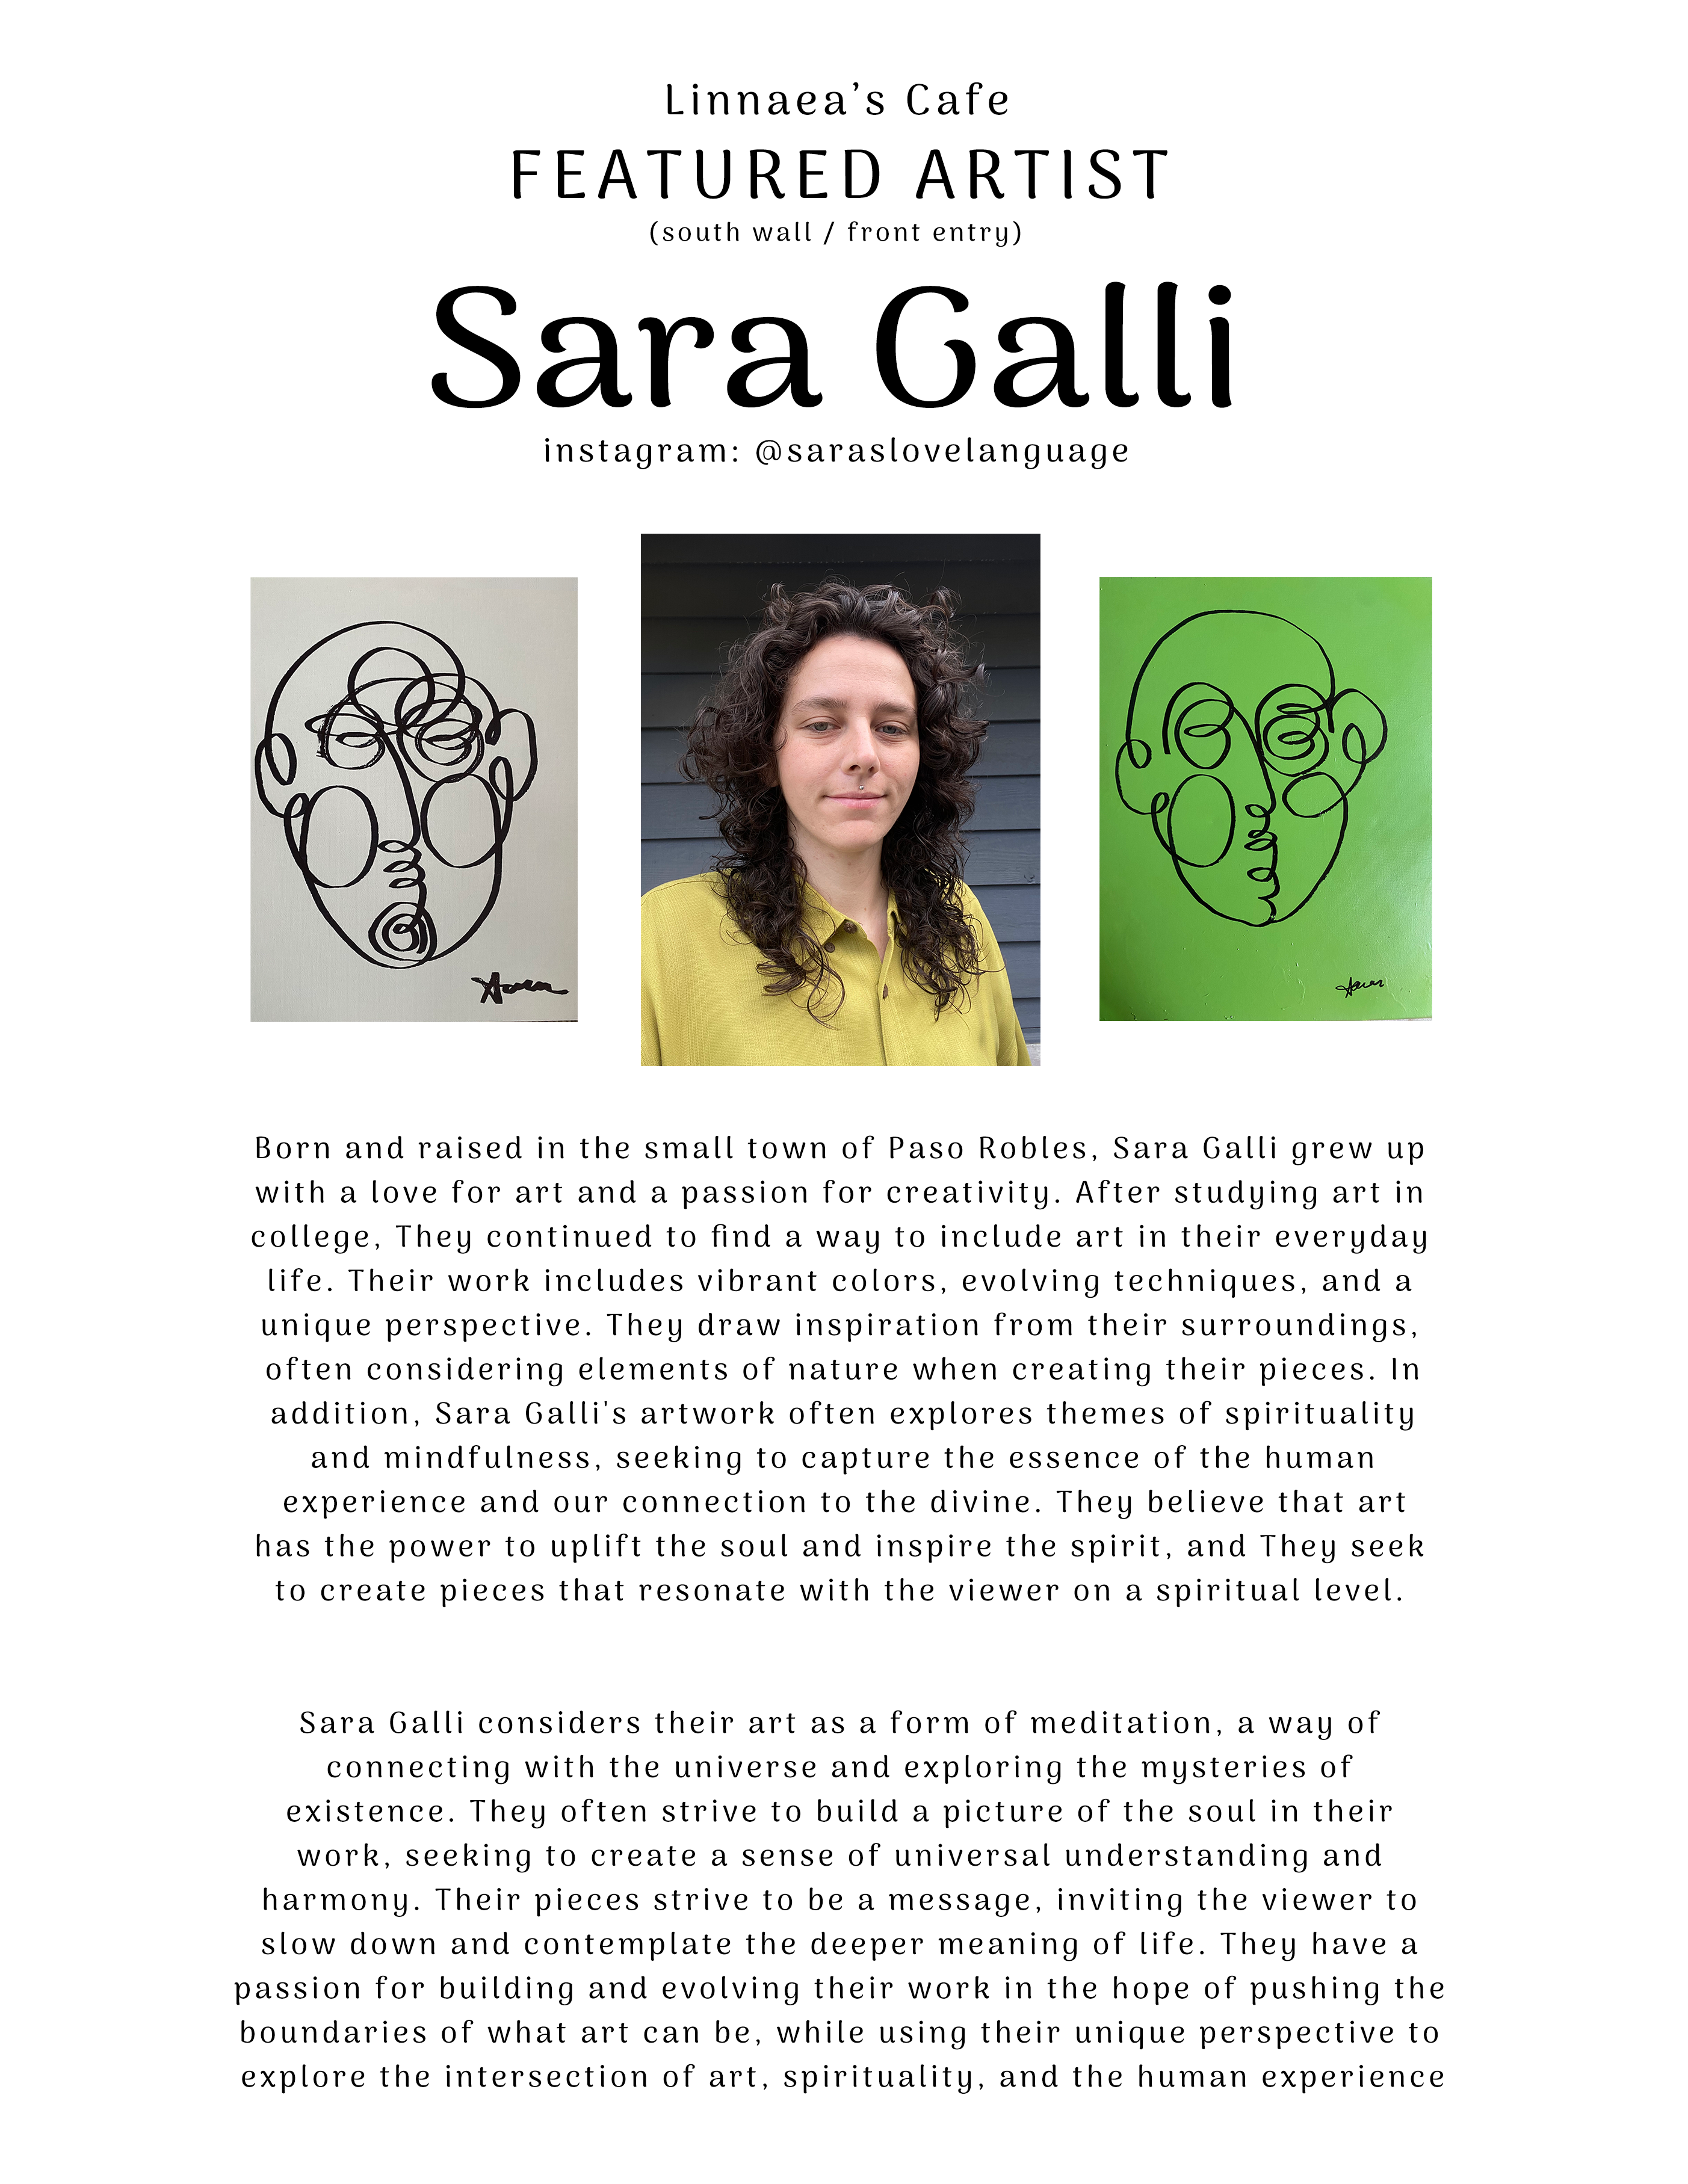 Linnaea’s Cafe
FEATURED ARTIST
(south wall / front entry)
Sara Galli
instagram: @saraslovelanguage
Born and raised in the small town of Paso Robles, Sara Galli grew up
with a love for art and a passion for creativity. After studying art in
college, They continued to find a way to include art in their everyday
life. Their work includes vibrant colors, evolving techniques, and a
unique perspective. They draw inspiration from their surroundings,
often considering elements of nature when creating their pieces. In
addition, Sara Galli's artwork often explores themes of spirituality
and mindfulness, seeking to capture the essence of the human
experience and our connection to the divine. They believe that art
has the power to uplift the soul and inspire the spirit, and They seek
to create pieces that resonate with the viewer on a spiritual level.
Sara Galli considers their art as a form of meditation, a way of
connecting with the universe and exploring the mysteries of
existence. They often strive to build a picture of the soul in their
work, seeking to create a sense of universal understanding and
harmony. Their pieces strive to be a message, inviting the viewer to
slow down and contemplate the deeper meaning of life. They have a
passion for building and evolving their work in the hope of pushing the
boundaries of what art can be, while using their unique perspective to
explore the intersection of art, spirituality, and the human experience